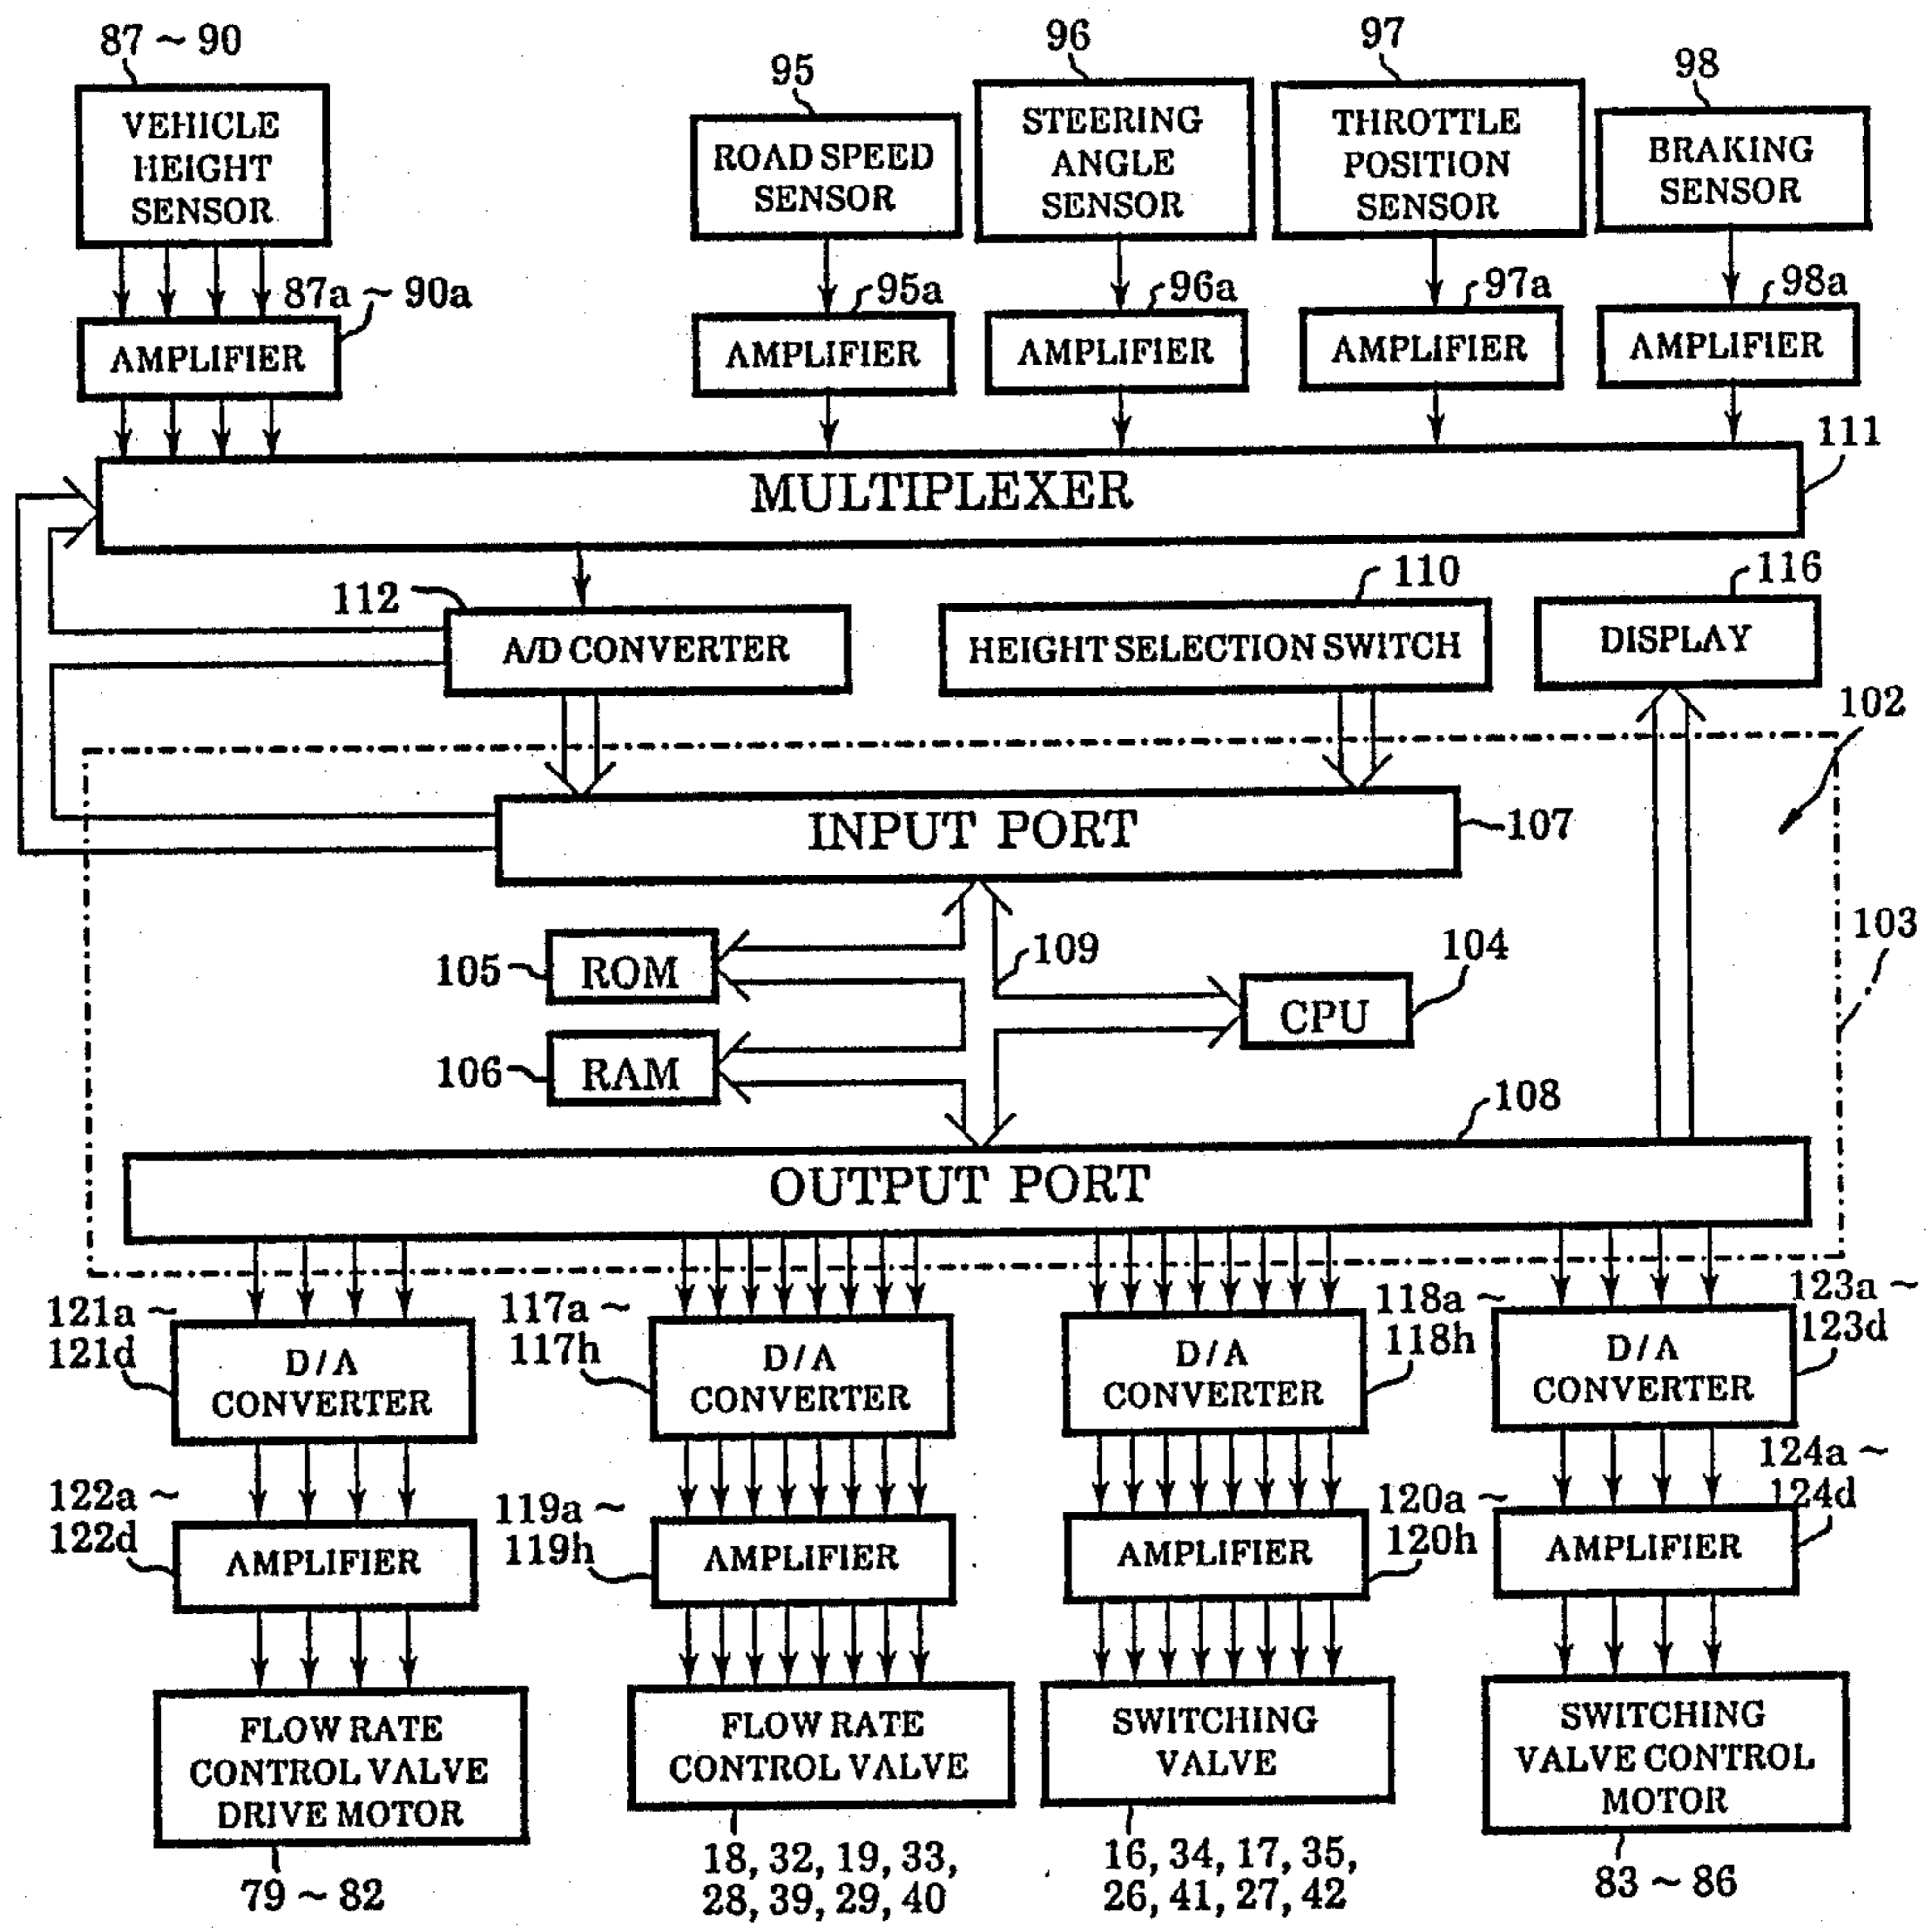 87 ~ 90
95
96
97
98
VEHICLE
HEIGHT
SENSOR
ROAD SPEED
SENSOR
STEERING
ANGLE
SENSOR
THROTTLE
POSITION
SENSOR
BRAKING
SENSOR
87a ~ 90a
95a
96a
97a
98a
AMPLIFIER
AMPLIFIER
AMPLIFIER
AMPLIFIER
AMPLIFIER
111
MULTIPLEXER
112
110
116
A/D CONVERTER
HEIGHT SELECTION SWITCH
DISPLAY
102
INPUT PORT
107
103
105
ROM
109
104
CPU
106
RAM
108
OUTPUT PORT
121a ~
121d
D/A
CONVERTER
117a ~
117h
D/A
CONVERTER
118a ~
118h
D/A
CONVERTER
123a ~
123d
D/A
CONVERTER
122a ~
122d
AMPLIFIER
119a ~
119h
AMPLIFIER
120a ~
120h
AMPLIFIER
124a ~
124d
AMPLIFIER
FLOW RATE
CONTROL VALVE
DRIVE MOTOR
FLOW RATE
CONTROL VALVE
SWITCHING
VALVE
SWITCHING
VALVE CONTROL
MOTOR
79 ~ 82
18, 32, 19, 33,
28, 39, 29, 40
16, 34, 17, 35,
26, 41, 27, 42
83 ~ 86